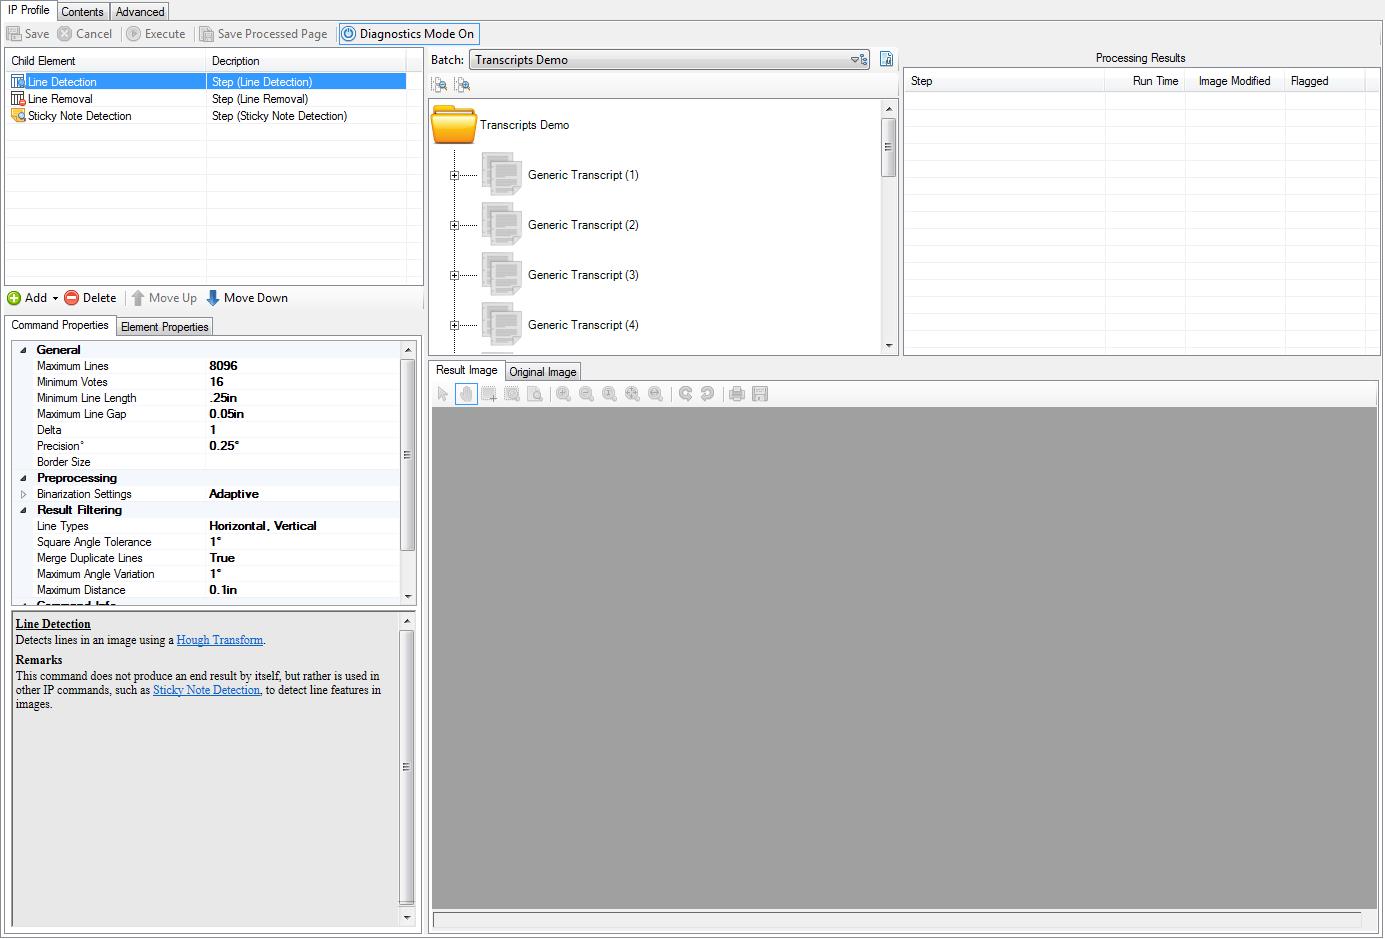 IP Profile Contents Advanced
Save Cancel Execute Save Processed Page Diagnostics Mode On
Child Element Decription
Line Detection Step (Line Detection)
Line Removal Step (Line Removal)
Sticky Note Detection Step (Sticky Note Detection)
Add Delete Move Up Move Down
Command Properties Element Properties
General
Maximum Lines 8096
Minimum Votes 16
Minimum Line Length .25in
Maximum Line Gap 0.05in
Delta 1
Precision° 0.25°
Border Size
Preprocessing
Binarization Settings Adaptive
Result Filtering
Line Types Horizontal, Vertical
Square Angle Tolerance 1°
Merge Duplicate Lines True
Maximum Angle Variation 1°
Maximum Distance 0.1in
Command Info
Line Detection
Detects lines in an image using a Hough Transform.
Remarks
This command does not produce an end result by itself, but rather is used in
other IP commands, such as Sticky Note Detection, to detect line features in
images.
Batch: Transcripts Demo
Transcripts Demo
Generic Transcript (1)
Generic Transcript (2)
Generic Transcript (3)
Generic Transcript (4)
Processing Results
Step Run Time Image Modified Flagged
Result Image Original Image